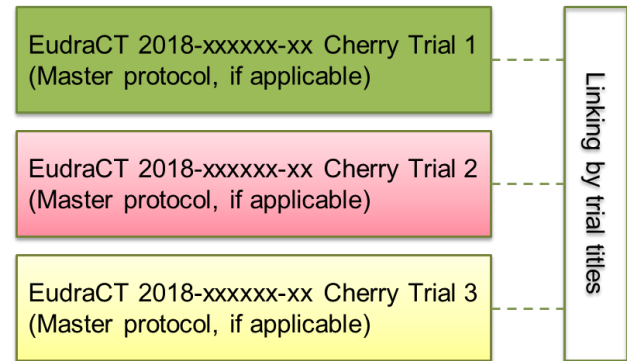 EudraCT 2018-xxxxxx-xx Cherry Trial 1
(Master protocol, if applicable)
EudraCT 2018-xxxxxx-xx Cherry Trial 2
(Master protocol, if applicable)
EudraCT 2018-xxxxxx-xx Cherry Trial 3
(Master protocol, if applicable)
Linking by trial titles